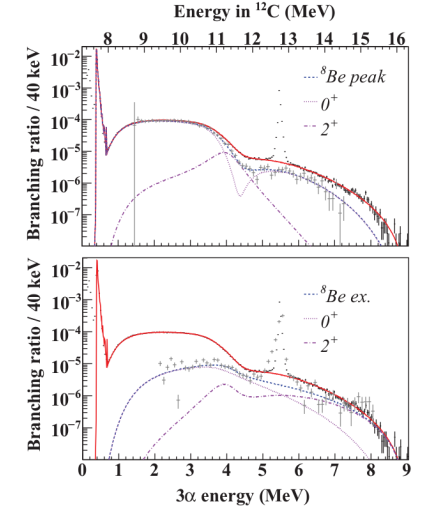 Energy in ¹²C (MeV)
8 9 10 11 12 13 14 15 16
Branching ratio / 40 keV
10⁻²
10⁻³
10⁻⁴
10⁻⁵
10⁻⁶
10⁻⁷
⁸Be peak
0⁺
2⁺
Branching ratio / 40 keV
10⁻²
10⁻³
10⁻⁴
10⁻⁵
10⁻⁶
10⁻⁷
⁸Be ex.
0⁺
2⁺
0 1 2 3 4 5 6 7 8 9
3α energy (MeV)